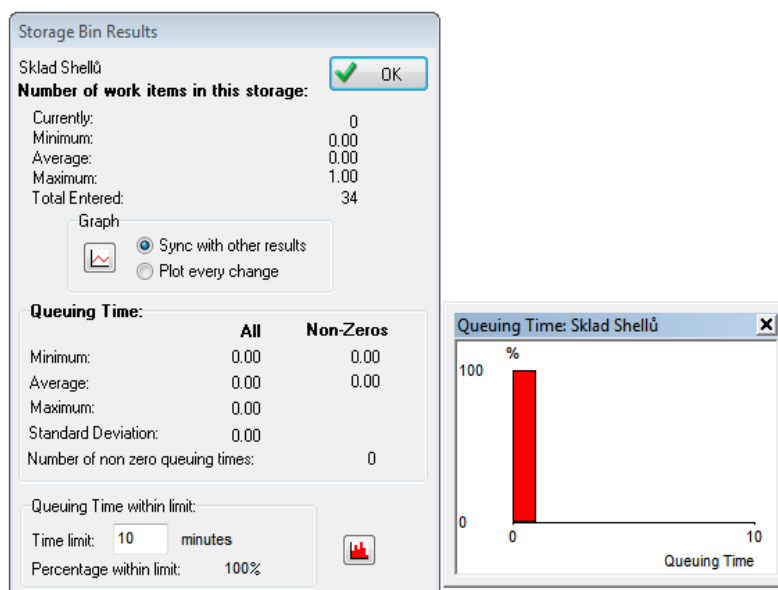 Storage Bin Results
Sklad Shellů
OK
Number of work items in this storage:
Currently: 0
Minimum: 0.00
Average: 0.00
Maximum: 1.00
Total Entered: 34
Graph
Sync with other results
Plot every change
Queuing Time:
All Non-Zeros
Minimum: 0.00 0.00
Average: 0.00 0.00
Maximum: 0.00
Standard Deviation: 0.00
Number of non zero queuing times: 0
Queuing Time within limit:
Time limit: 10 minutes
Percentage within limit: 100%
Queuing Time: Sklad Shellů
%
100
0
0 10
Queuing Time